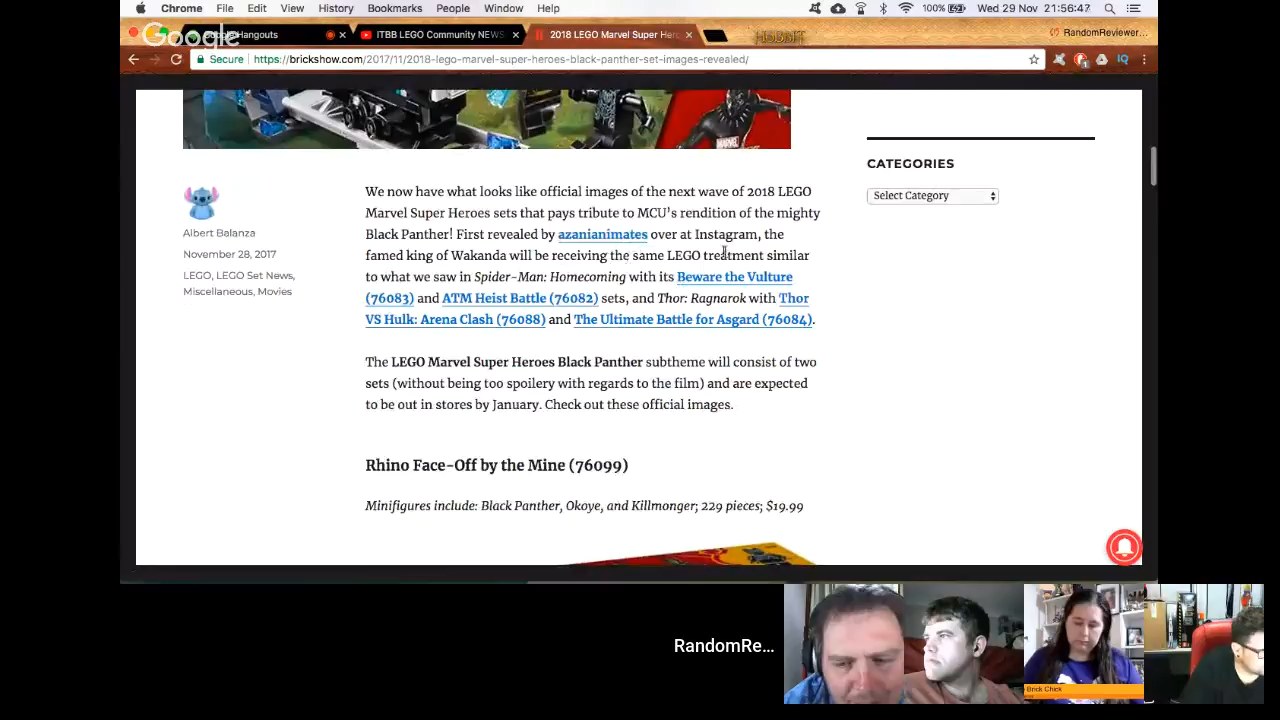 Chrome File Edit View History Bookmarks People Window Help 100% Wed 29 Nov 21:56:47
Google Hangouts ITBB LEGO Community NEWS 2018 LEGO Marvel Super Hero RandomReviewer...
Secure https://brickshow.com/2017/11/2018-lego-marvel-super-heroes-black-panther-set-images-revealed/ IQ
MARVEL
CATEGORIES
Select Category
Albert Balanza
November 28, 2017
LEGO, LEGO Set News,
Miscellaneous, Movies
We now have what looks like official images of the next wave of 2018 LEGO
Marvel Super Heroes sets that pays tribute to MCU's rendition of the mighty
Black Panther! First revealed by azanianimates over at Instagram, the
famed king of Wakanda will be receiving the same LEGO treatment similar
to what we saw in Spider-Man: Homecoming with its Beware the Vulture
(76083) and ATM Heist Battle (76082) sets, and Thor: Ragnarok with Thor
VS Hulk: Arena Clash (76088) and The Ultimate Battle for Asgard (76084).
The LEGO Marvel Super Heroes Black Panther subtheme will consist of two
sets (without being too spoilery with regards to the film) and are expected
to be out in stores by January. Check out these official images.
Rhino Face-Off by the Mine (76099)
Minifigures include: Black Panther, Okoye, and Killmonger; 229 pieces; $19.99
RandomRe...
Brick Chick